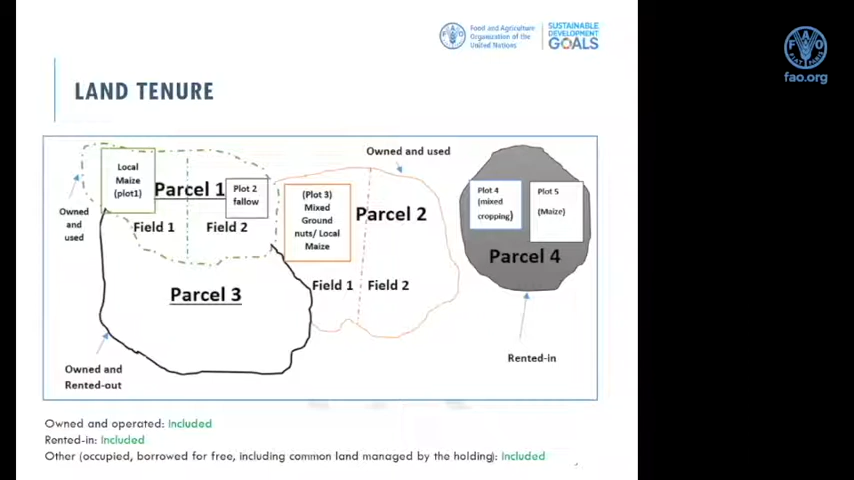 Food and Agriculture
Organization of the
United Nations
SUSTAINABLE
DEVELOPMENT
GOALS
FAO
FIAT PANIS
fao.org
LAND TENURE
Owned and used
Local
Maize
(plot1)
Parcel 1
Plot 2
fallow
Field 1
Field 2
Owned
and
used
(Plot 3)
Mixed
Ground
nuts/ Local
Maize
Parcel 2
Field 1
Field 2
Plot 4
(mixed
cropping)
Plot 5
(Maize)
Parcel 4
Parcel 3
Owned and
Rented-out
Rented-in
Owned and operated: Included
Rented-in: Included
Other (occupied, borrowed for free, including common land managed by the holding): Included